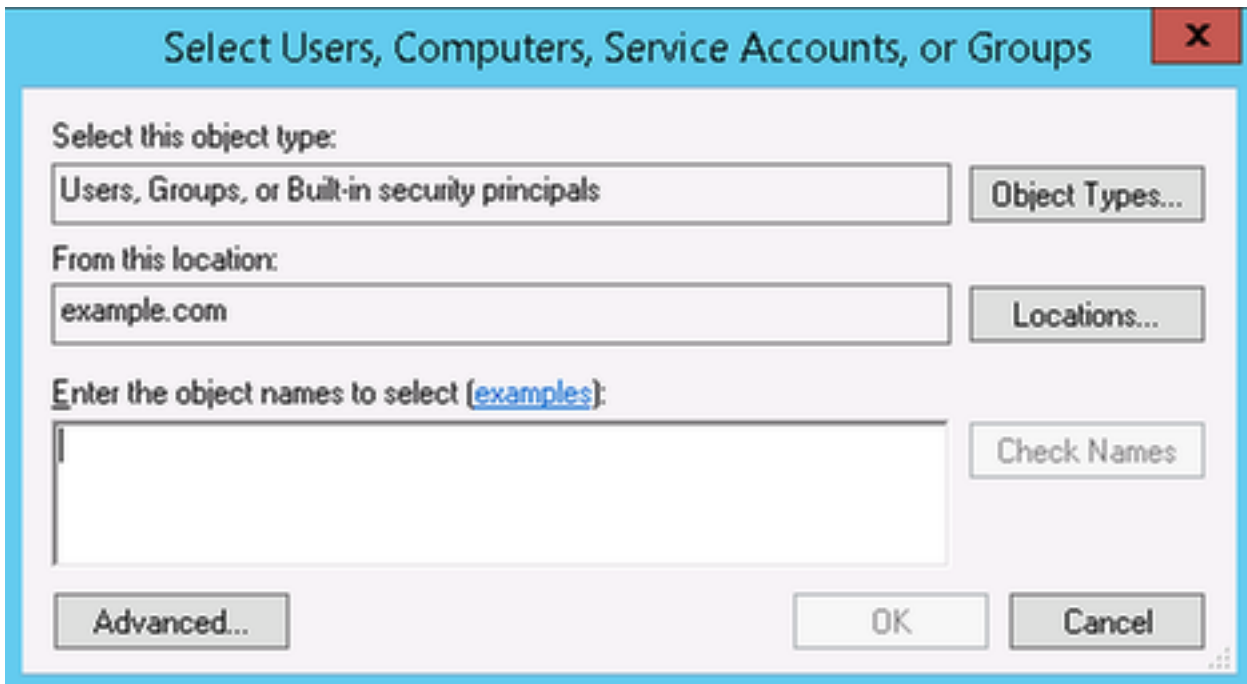 Select Users, Computers, Service Accounts, or Groups
x
Select this object type:
Users, Groups, or Built-in security principals
Object Types...
From this location:
example.com
Locations...
Enter the object names to select (examples):
Check Names
Advanced...
OK
Cancel